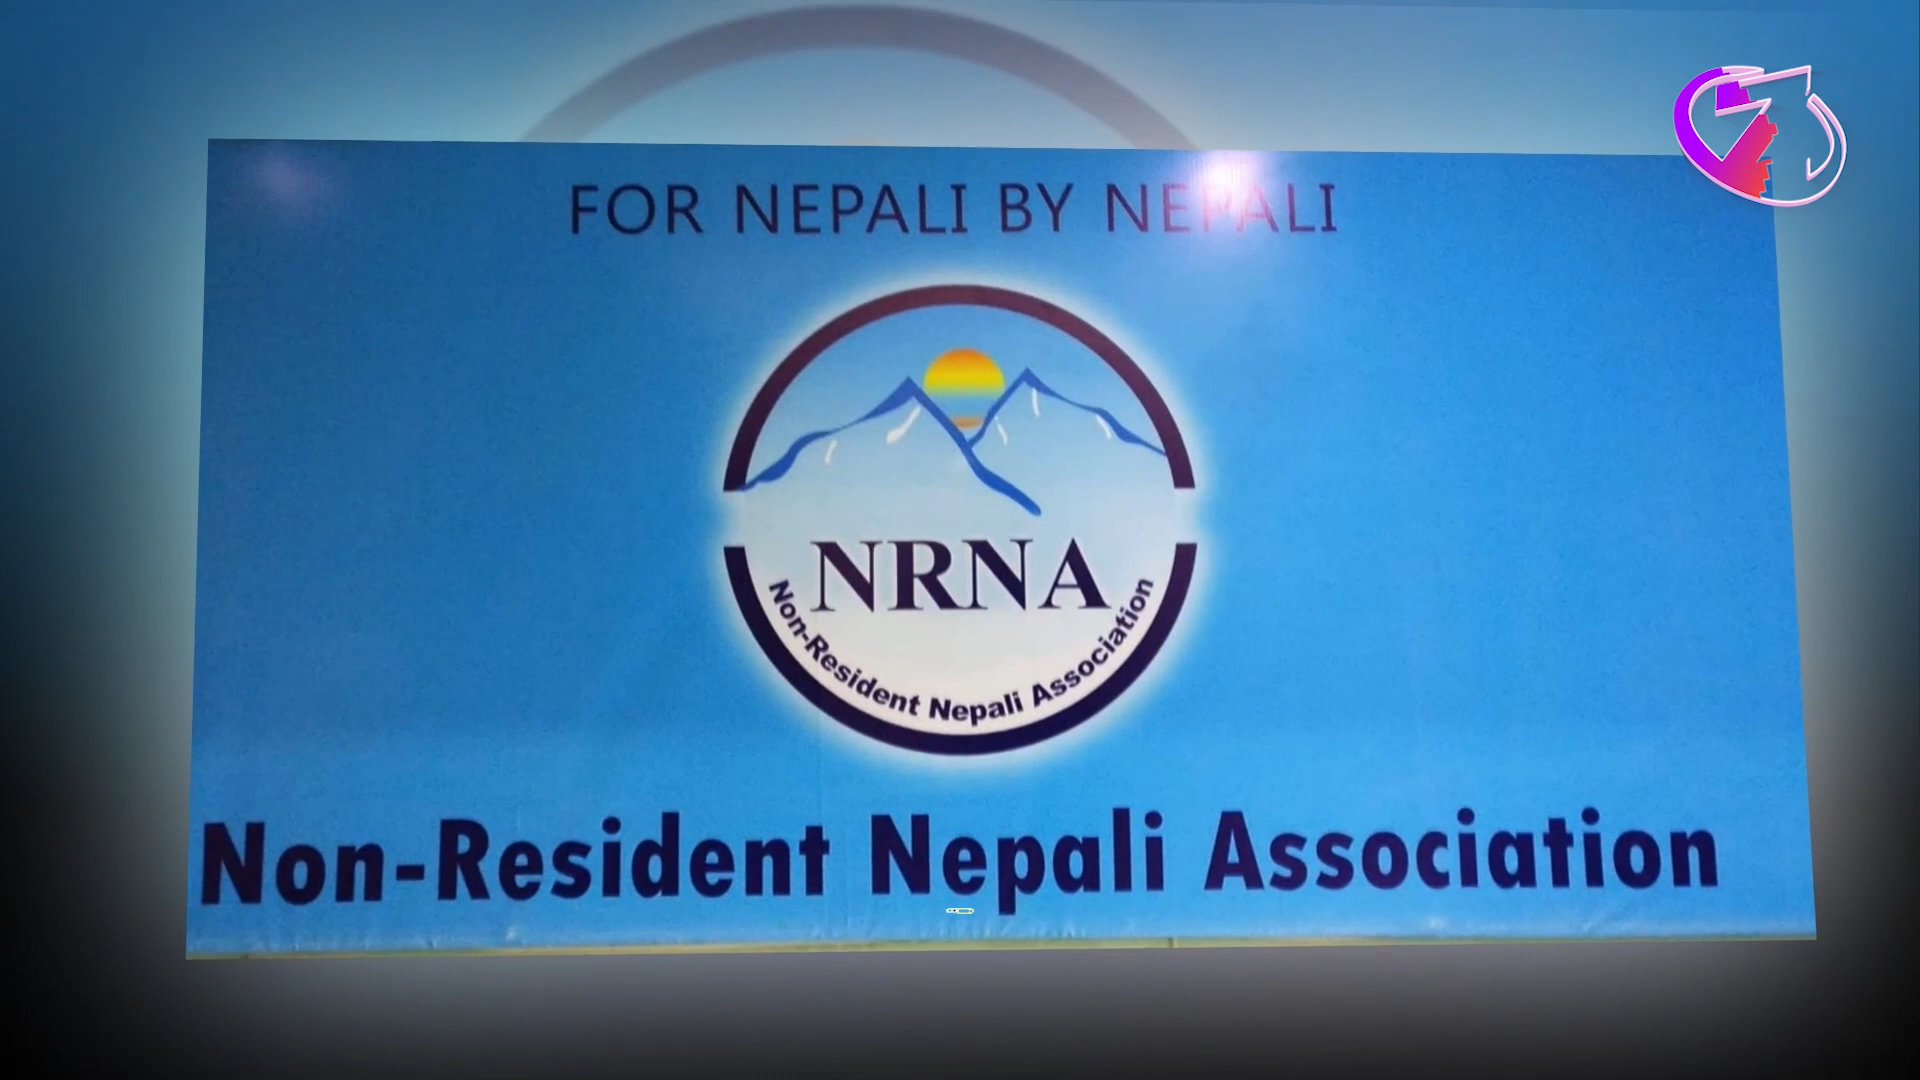 FOR NEPALI BY NEPALI
NRNA
Non-Resident Nepali Association
Non-Resident Nepali Association